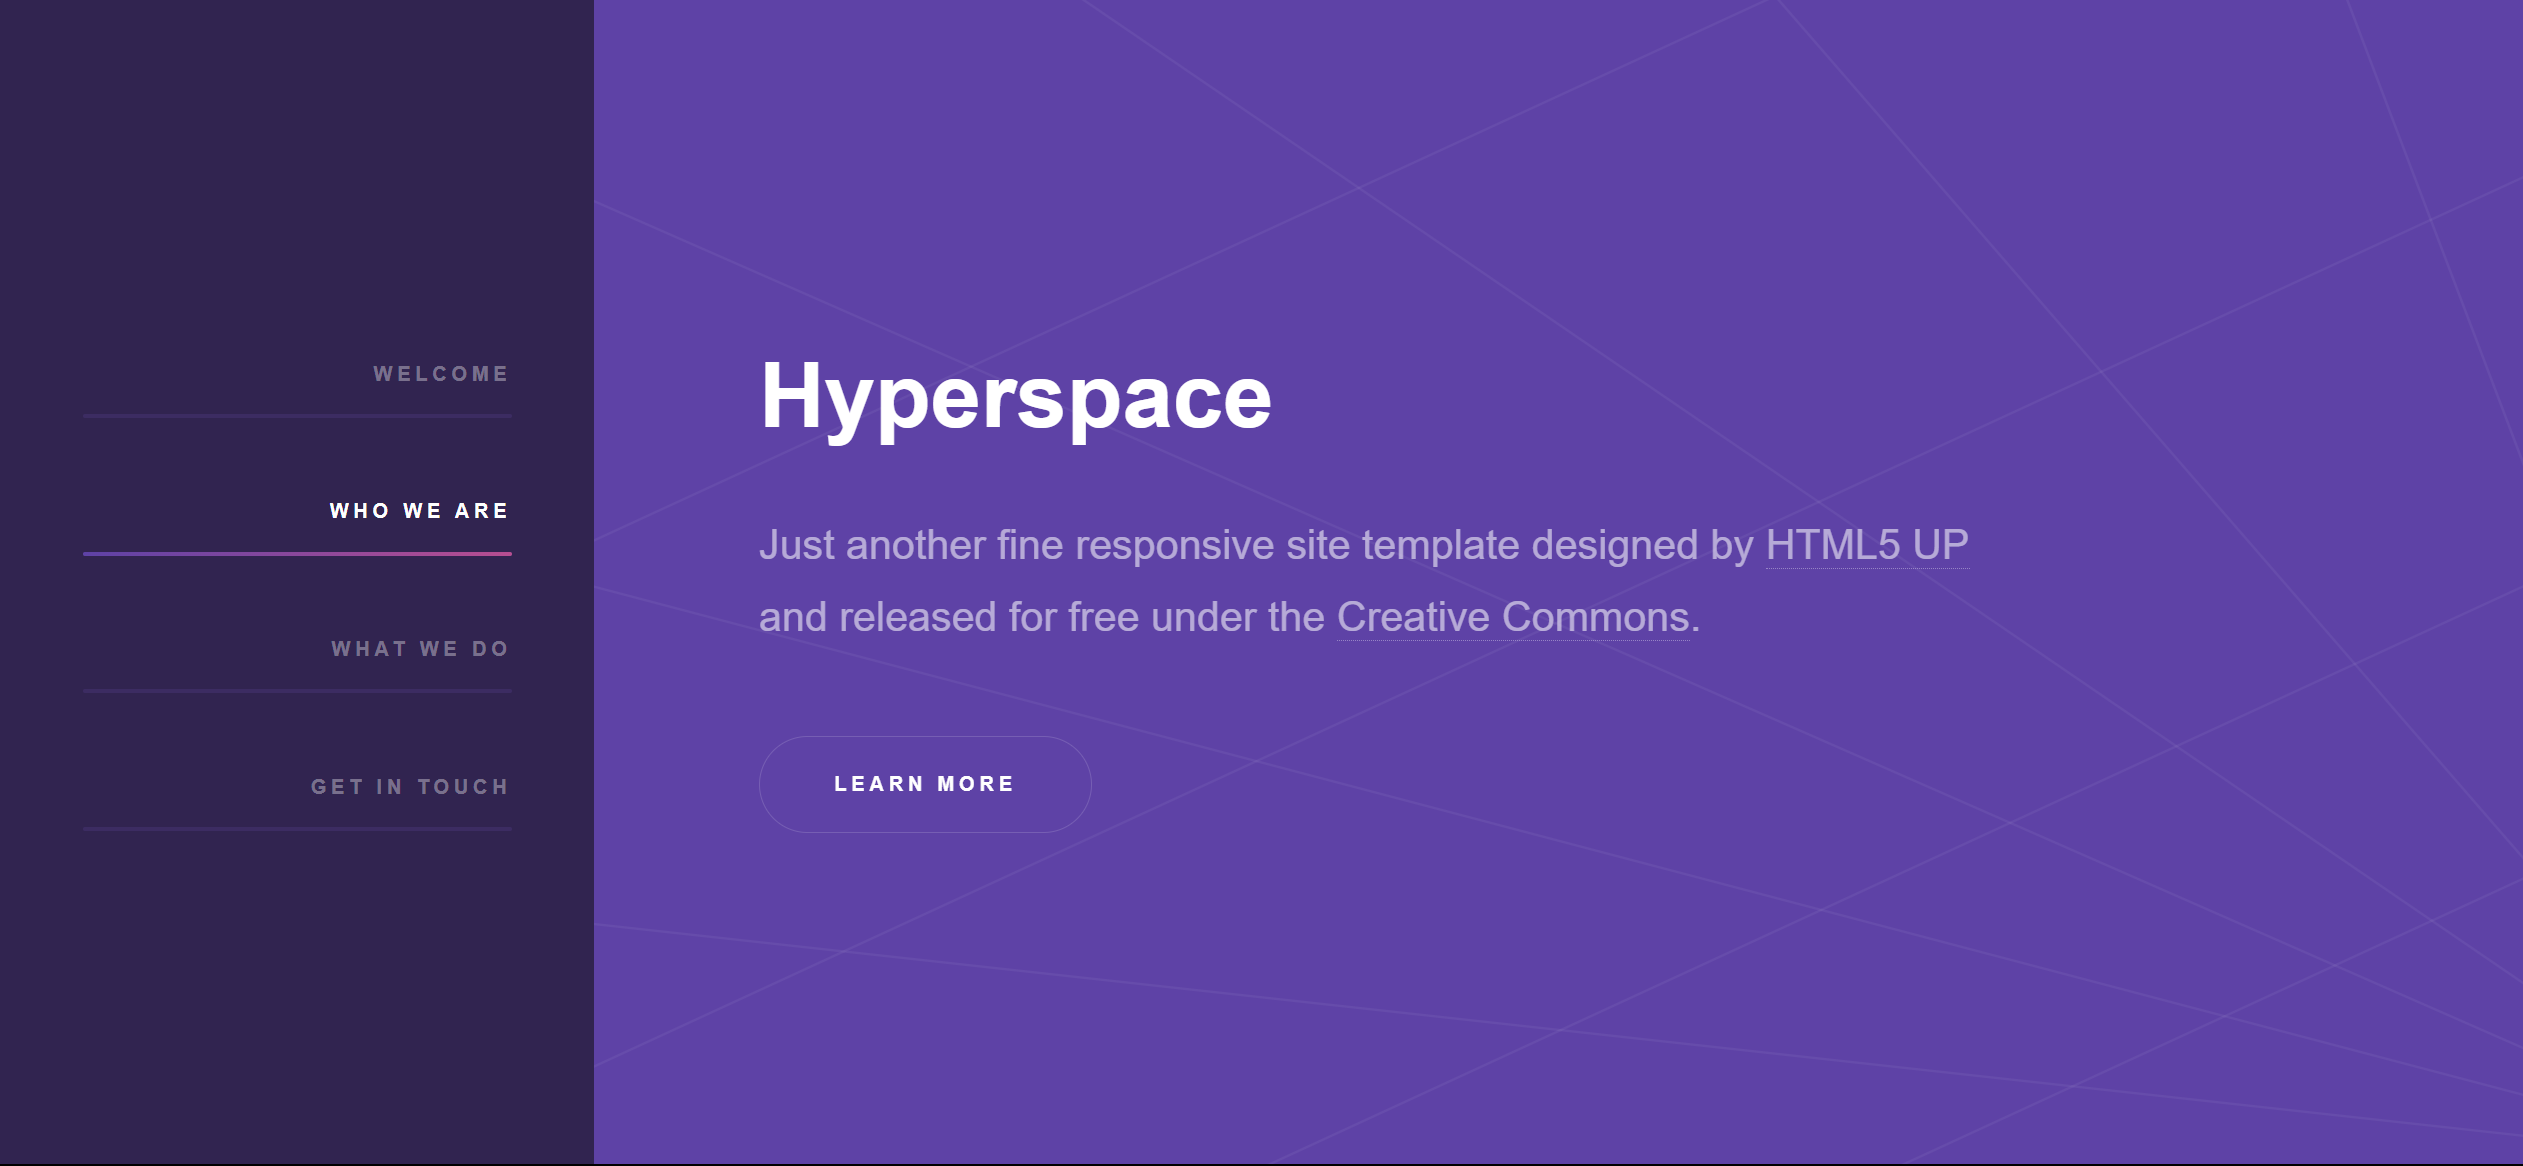 WELCOME
WHO WE ARE
WHAT WE DO
GET IN TOUCH
Hyperspace
Just another fine responsive site template designed by HTML5 UP
and released for free under the Creative Commons.
LEARN MORE